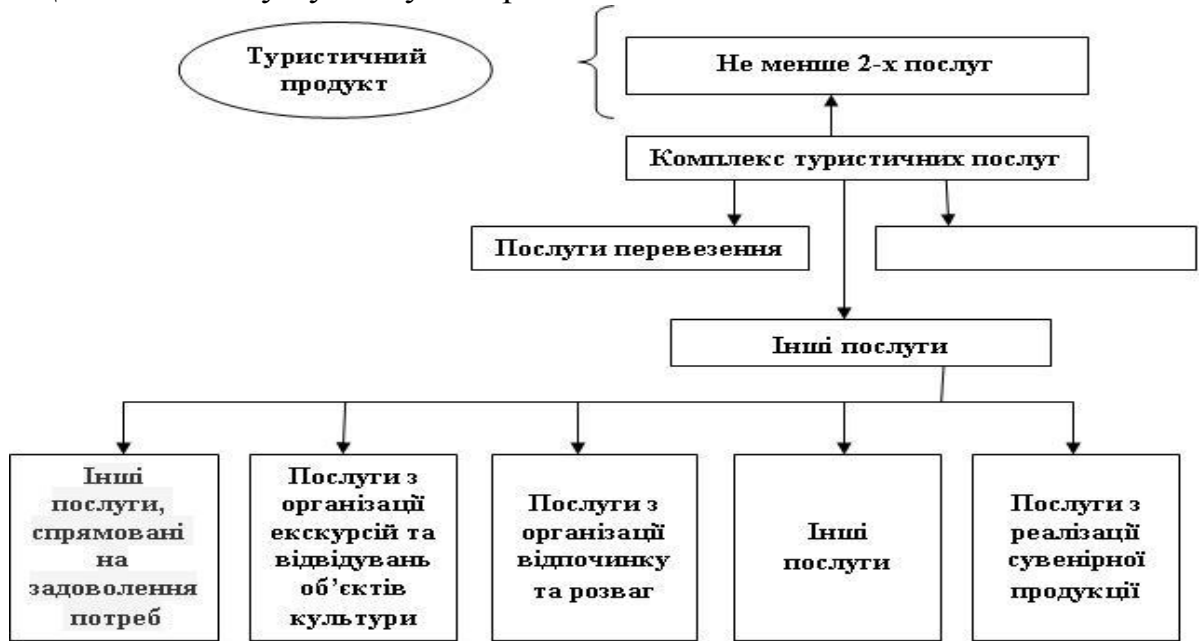 Туристичний
продукт
Не менше 2-х послуг
Комплекс туристичних послуг
Послуги перевезення
Інші послуги
Інші
послуги,
спрямовані
на
задоволення
потреб
Послуги з
організації
екскурсій та
відвідувань
об’єктів
культури
Послуги з
організації
відпочинку
та розваг
Інші
послуги
Послуги з
реалізації
сувенірної
продукції